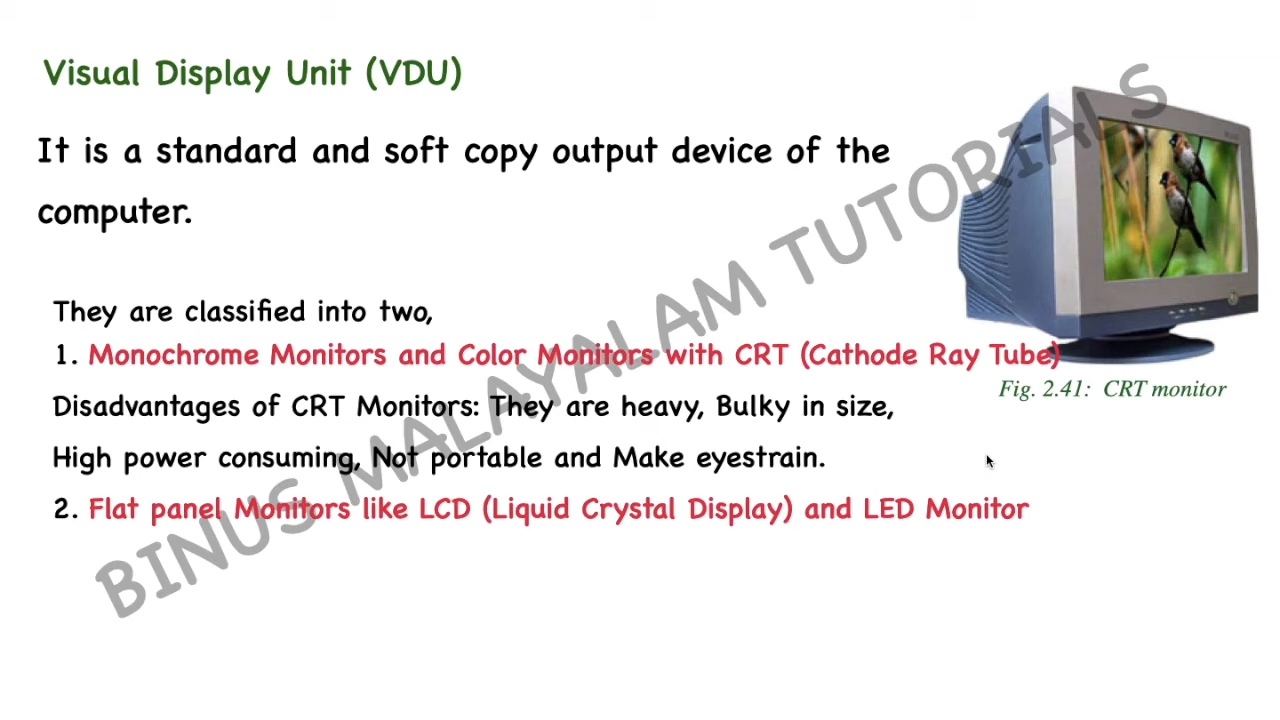 Visual Display Unit (VDU)
It is a standard and soft copy output device of the
computer.
They are classified into two,
1. Monochrome Monitors and Color Monitors with CRT (Cathode Ray Tube)
Fig. 2.41: CRT monitor
Disadvantages of CRT Monitors: They are heavy, Bulky in size,
High power consuming, Not portable and Make eyestrain.
2. Flat panel Monitors like LCD (Liquid Crystal Display) and LED Monitor
BINUS MALAYALAM TUTORIALS